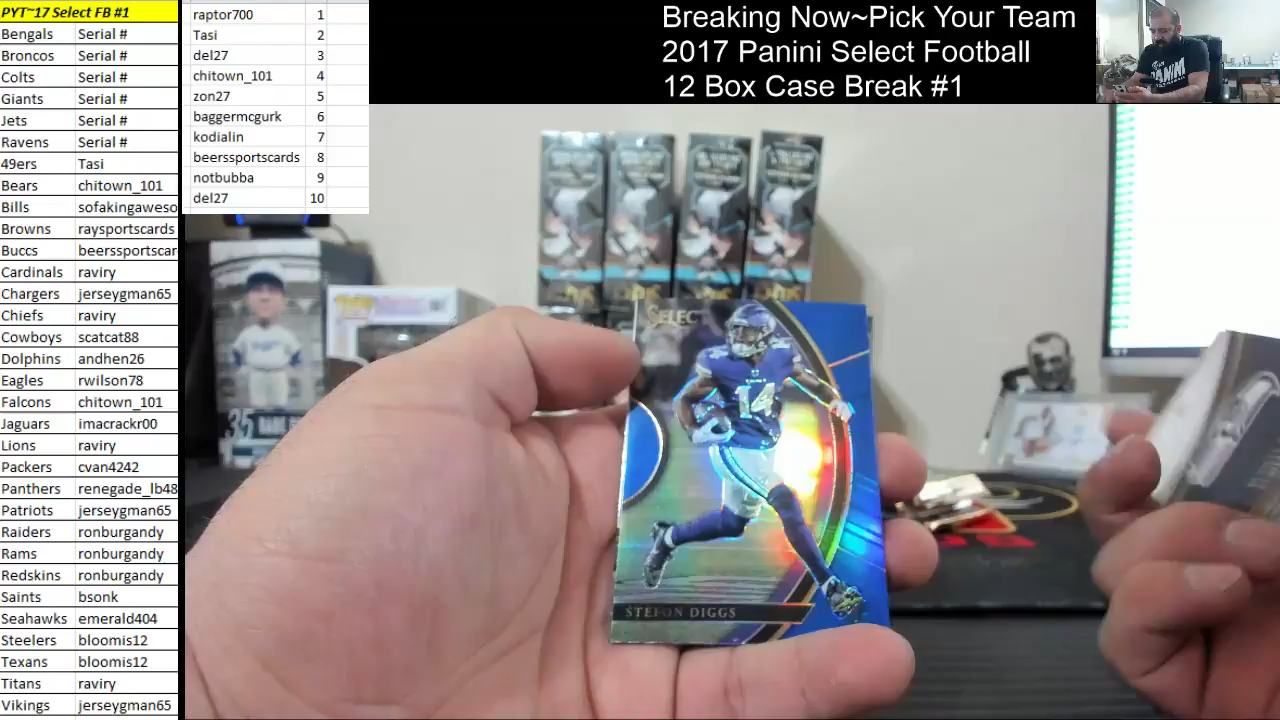 PYT~17 Select FB #1
Bengals Serial #
Broncos Serial #
Colts Serial #
Giants Serial #
Jets Serial #
Ravens Serial #
49ers Tasi
Bears chitown_101
Bills sofakingaweso
Browns raysportscards
Buccs beerssportscar
Cardinals raviry
Chargers jerseygman65
Chiefs raviry
Cowboys scatcat88
Dolphins andhen26
Eagles rwilson78
Falcons chitown_101
Jaguars imacrackr00
Lions raviry
Packers cvan4242
Panthers renegade_lb48
Patriots jerseygman65
Raiders ronburgandy
Rams ronburgandy
Redskins ronburgandy
Saints bsonk
Seahawks emerald404
Steelers bloomis12
Texans bloomis12
Titans raviry
Vikings jerseygman65
raptor700 1
Tasi 2
del27 3
chitown_101 4
zon27 5
baggermcgurk 6
kodialin 7
beerssportscards 8
notbubba 9
del27 10
Breaking Now~Pick Your Team
2017 Panini Select Football
12 Box Case Break #1
PANINI
SELECT
14
STEFON DIGGS
35